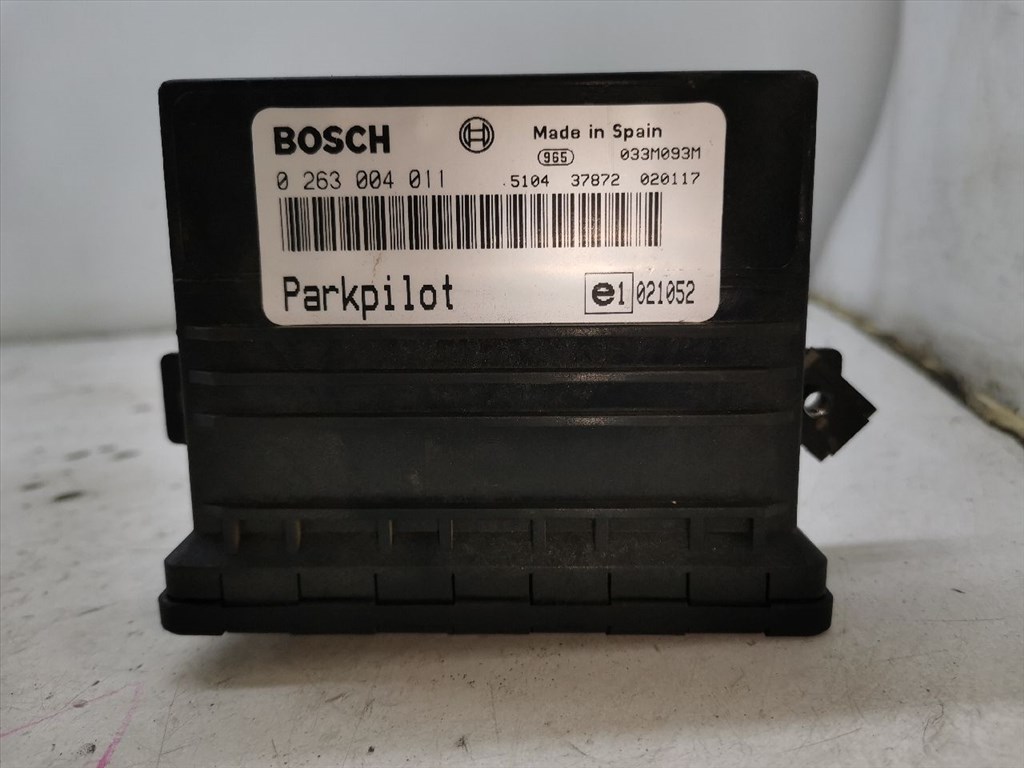 BOSCH Made in Spain
965 033M093M
0 263 004 011 .5104 37872 020117
Parkpilot e1 021052